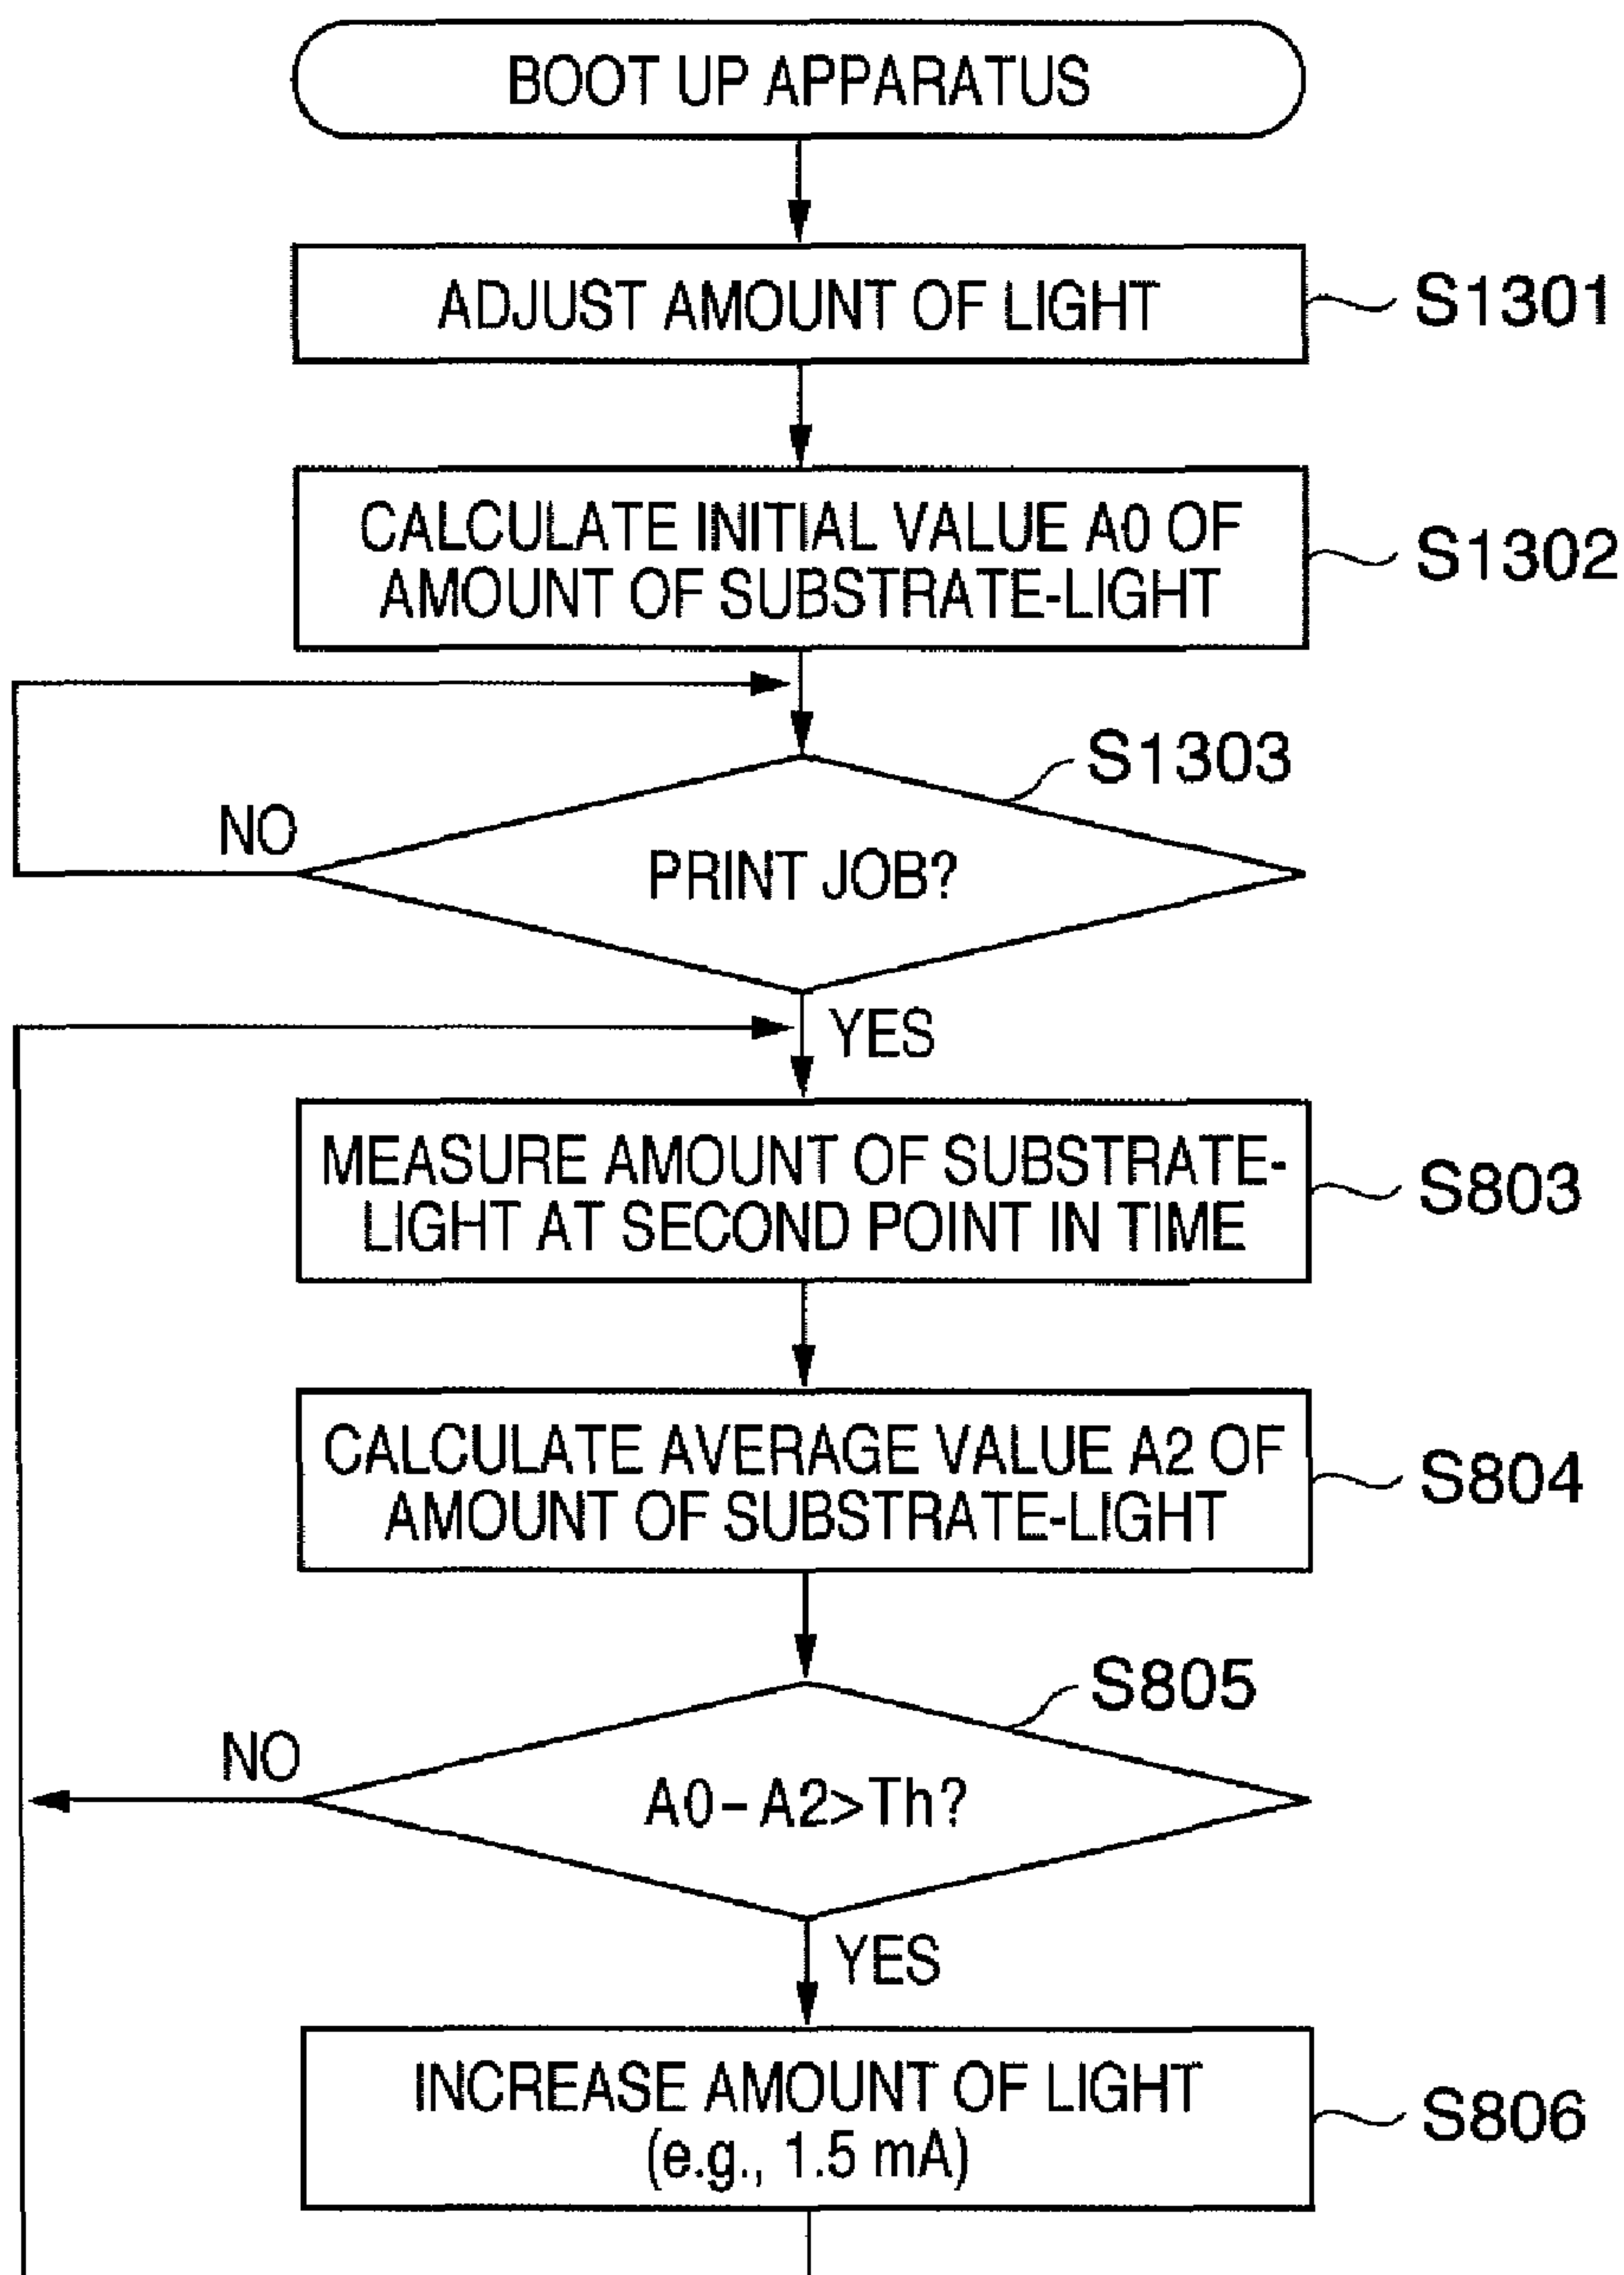 BOOT UP APPARATUS
ADJUST AMOUNT OF LIGHT
S1301
CALCULATE INITIAL VALUE A0 OF
AMOUNT OF SUBSTRATE-LIGHT
S1302
S1303
NO
PRINT JOB?
YES
MEASURE AMOUNT OF SUBSTRATE-
LIGHT AT SECOND POINT IN TIME
S803
CALCULATE AVERAGE VALUE A2 OF
AMOUNT OF SUBSTRATE-LIGHT
S804
S805
NO
A0-A2>Th?
YES
INCREASE AMOUNT OF LIGHT
(e.g., 1.5 mA)
S806